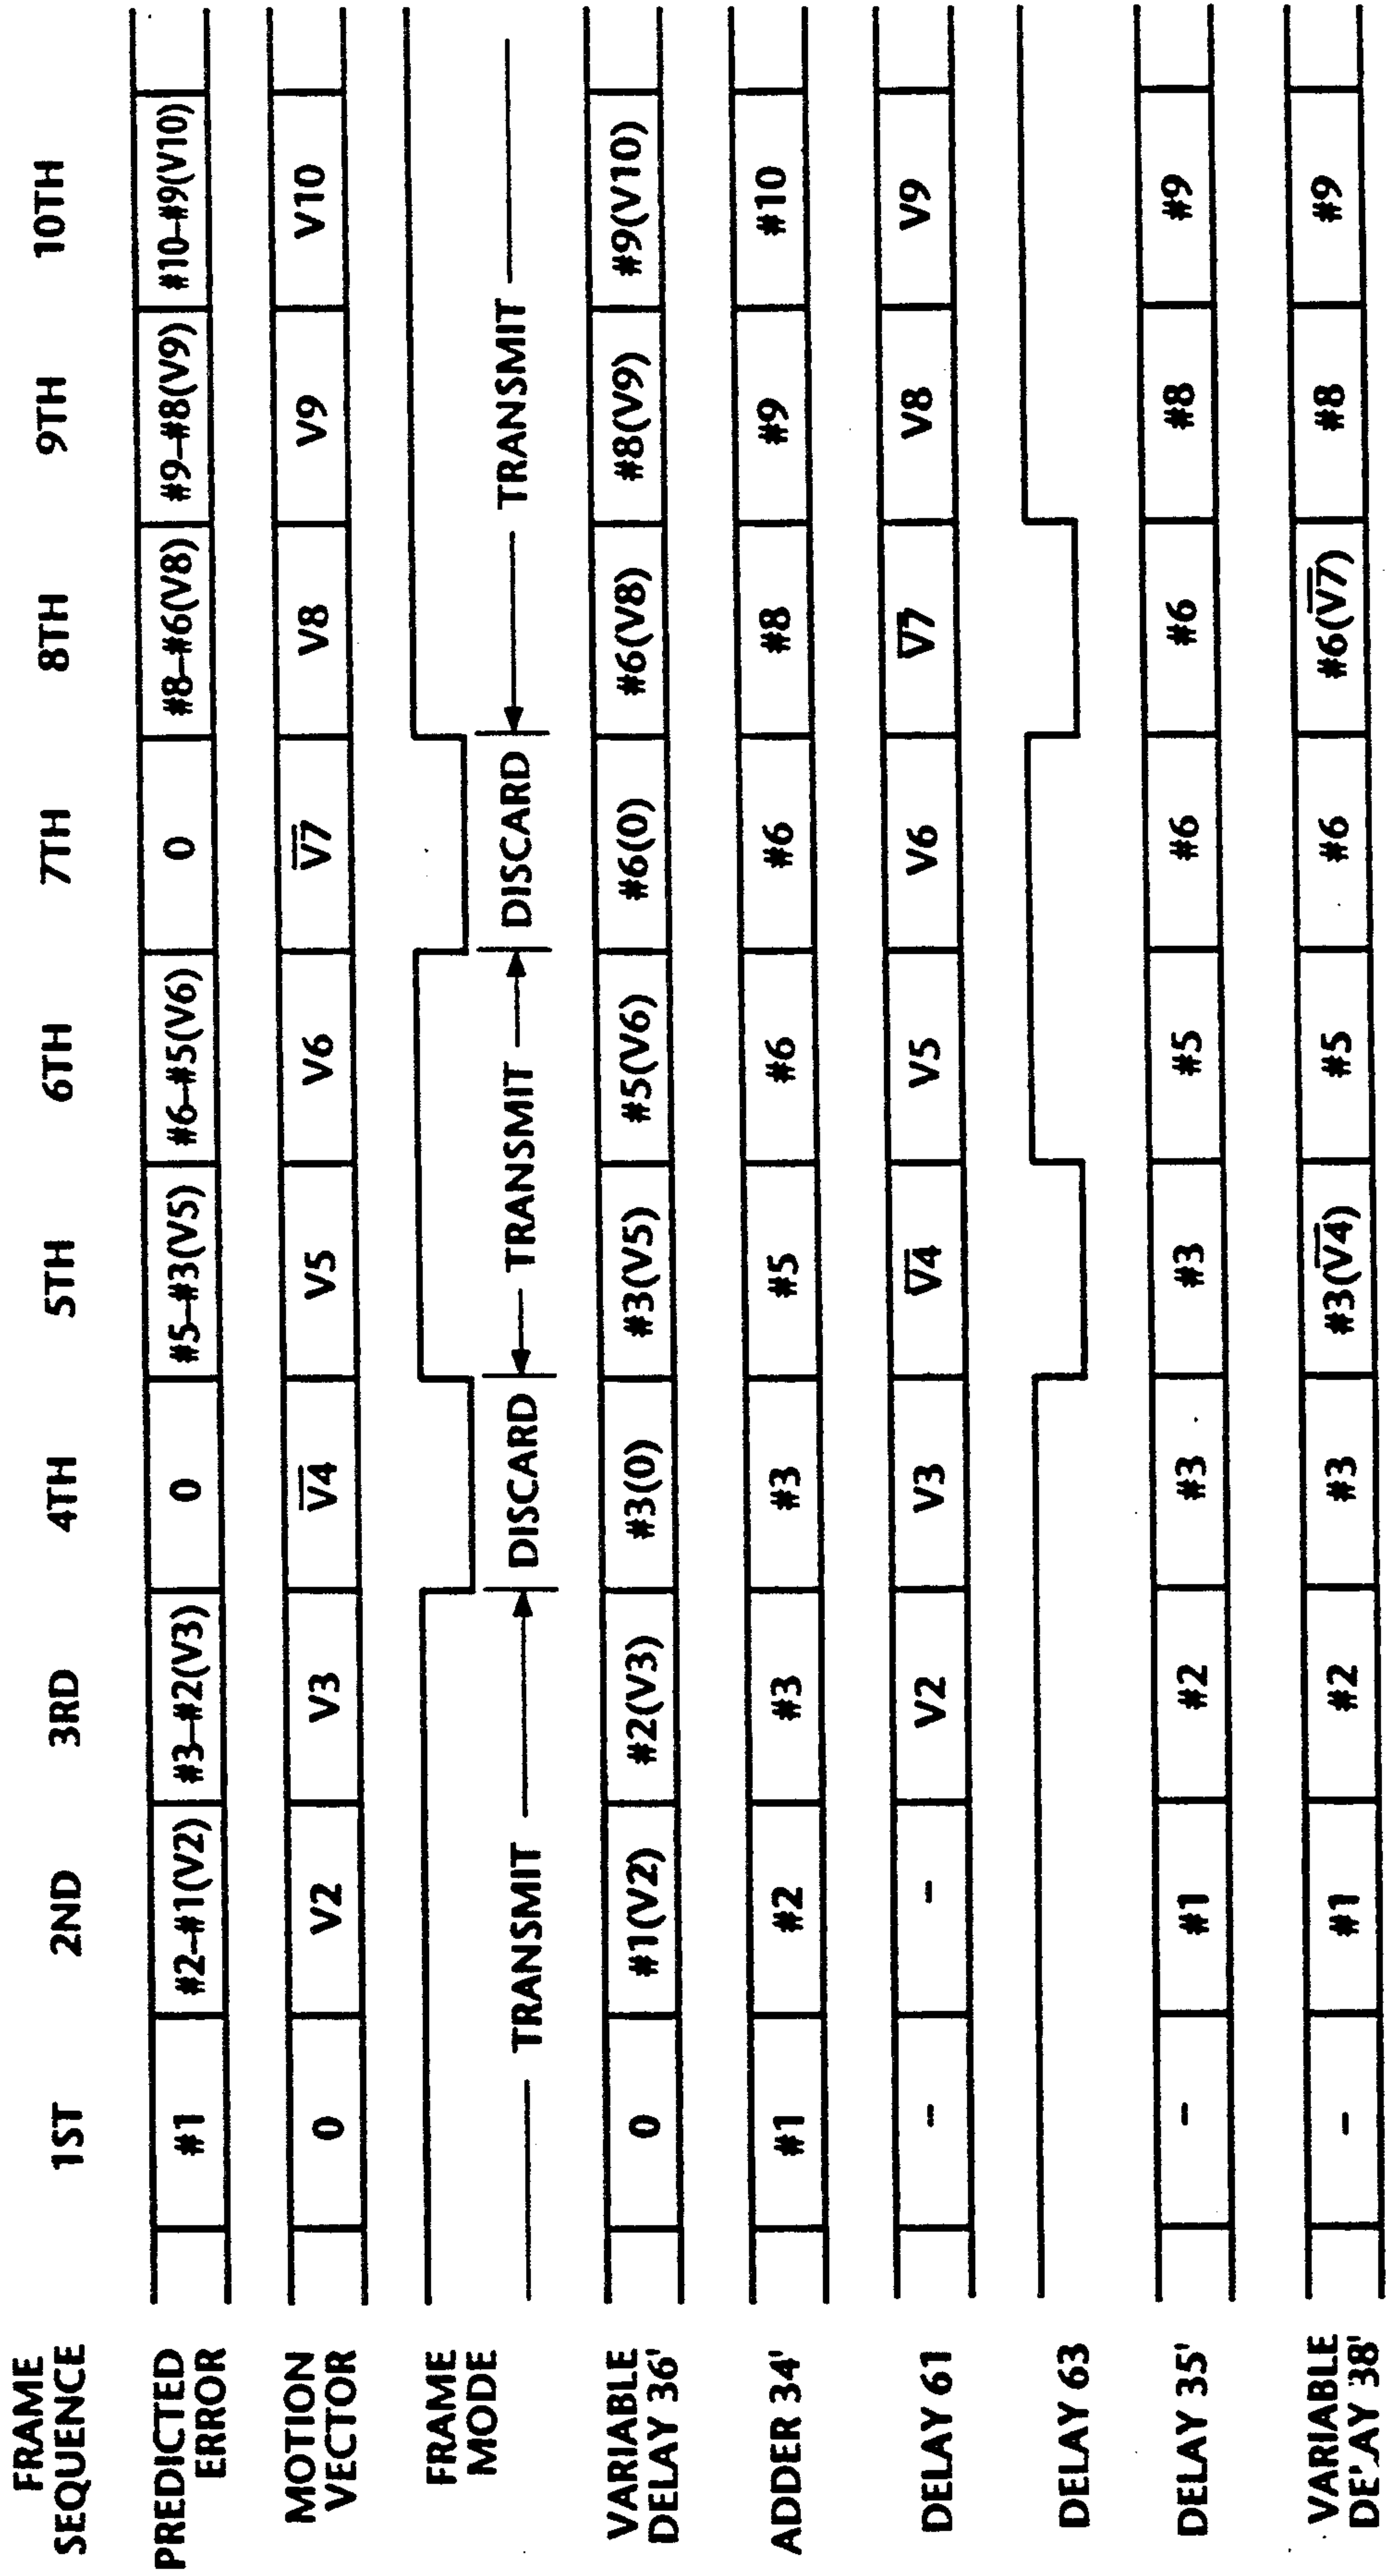 FRAME
SEQUENCE
1ST 2ND 3RD 4TH 5TH 6TH 7TH 8TH 9TH 10TH
PREDICTED
ERROR
#1 #2-#1(V2) #3-#2(V3) 0 #5-#3(V5) #6-#5(V6) 0 #8-#6(V8) #9-#8(V9) #10-#9(V10)
MOTION
VECTOR
0 V2 V3 V̅4 V5 V6 V̅7 V8 V9 V10
FRAME
MODE
TRANSMIT DISCARD TRANSMIT DISCARD TRANSMIT
VARIABLE
DELAY 36'
0 #1(V2) #2(V3) #3(0) #3(V5) #5(V6) #6(0) #6(V8) #8(V9) #9(V10)
ADDER 34'
#1 #2 #3 #3 #5 #6 #6 #8 #9 #10
DELAY 61
– – V2 V3 V̅4 V5 V6 V̅7 V8 V9
DELAY 63
DELAY 35'
– #1 #2 #3 #3 #5 #6 #6 #8 #9
VARIABLE
DELAY 38'
– #1 #2 #3 #3(V̅4) #5 #6 #6(V̅7) #8 #9